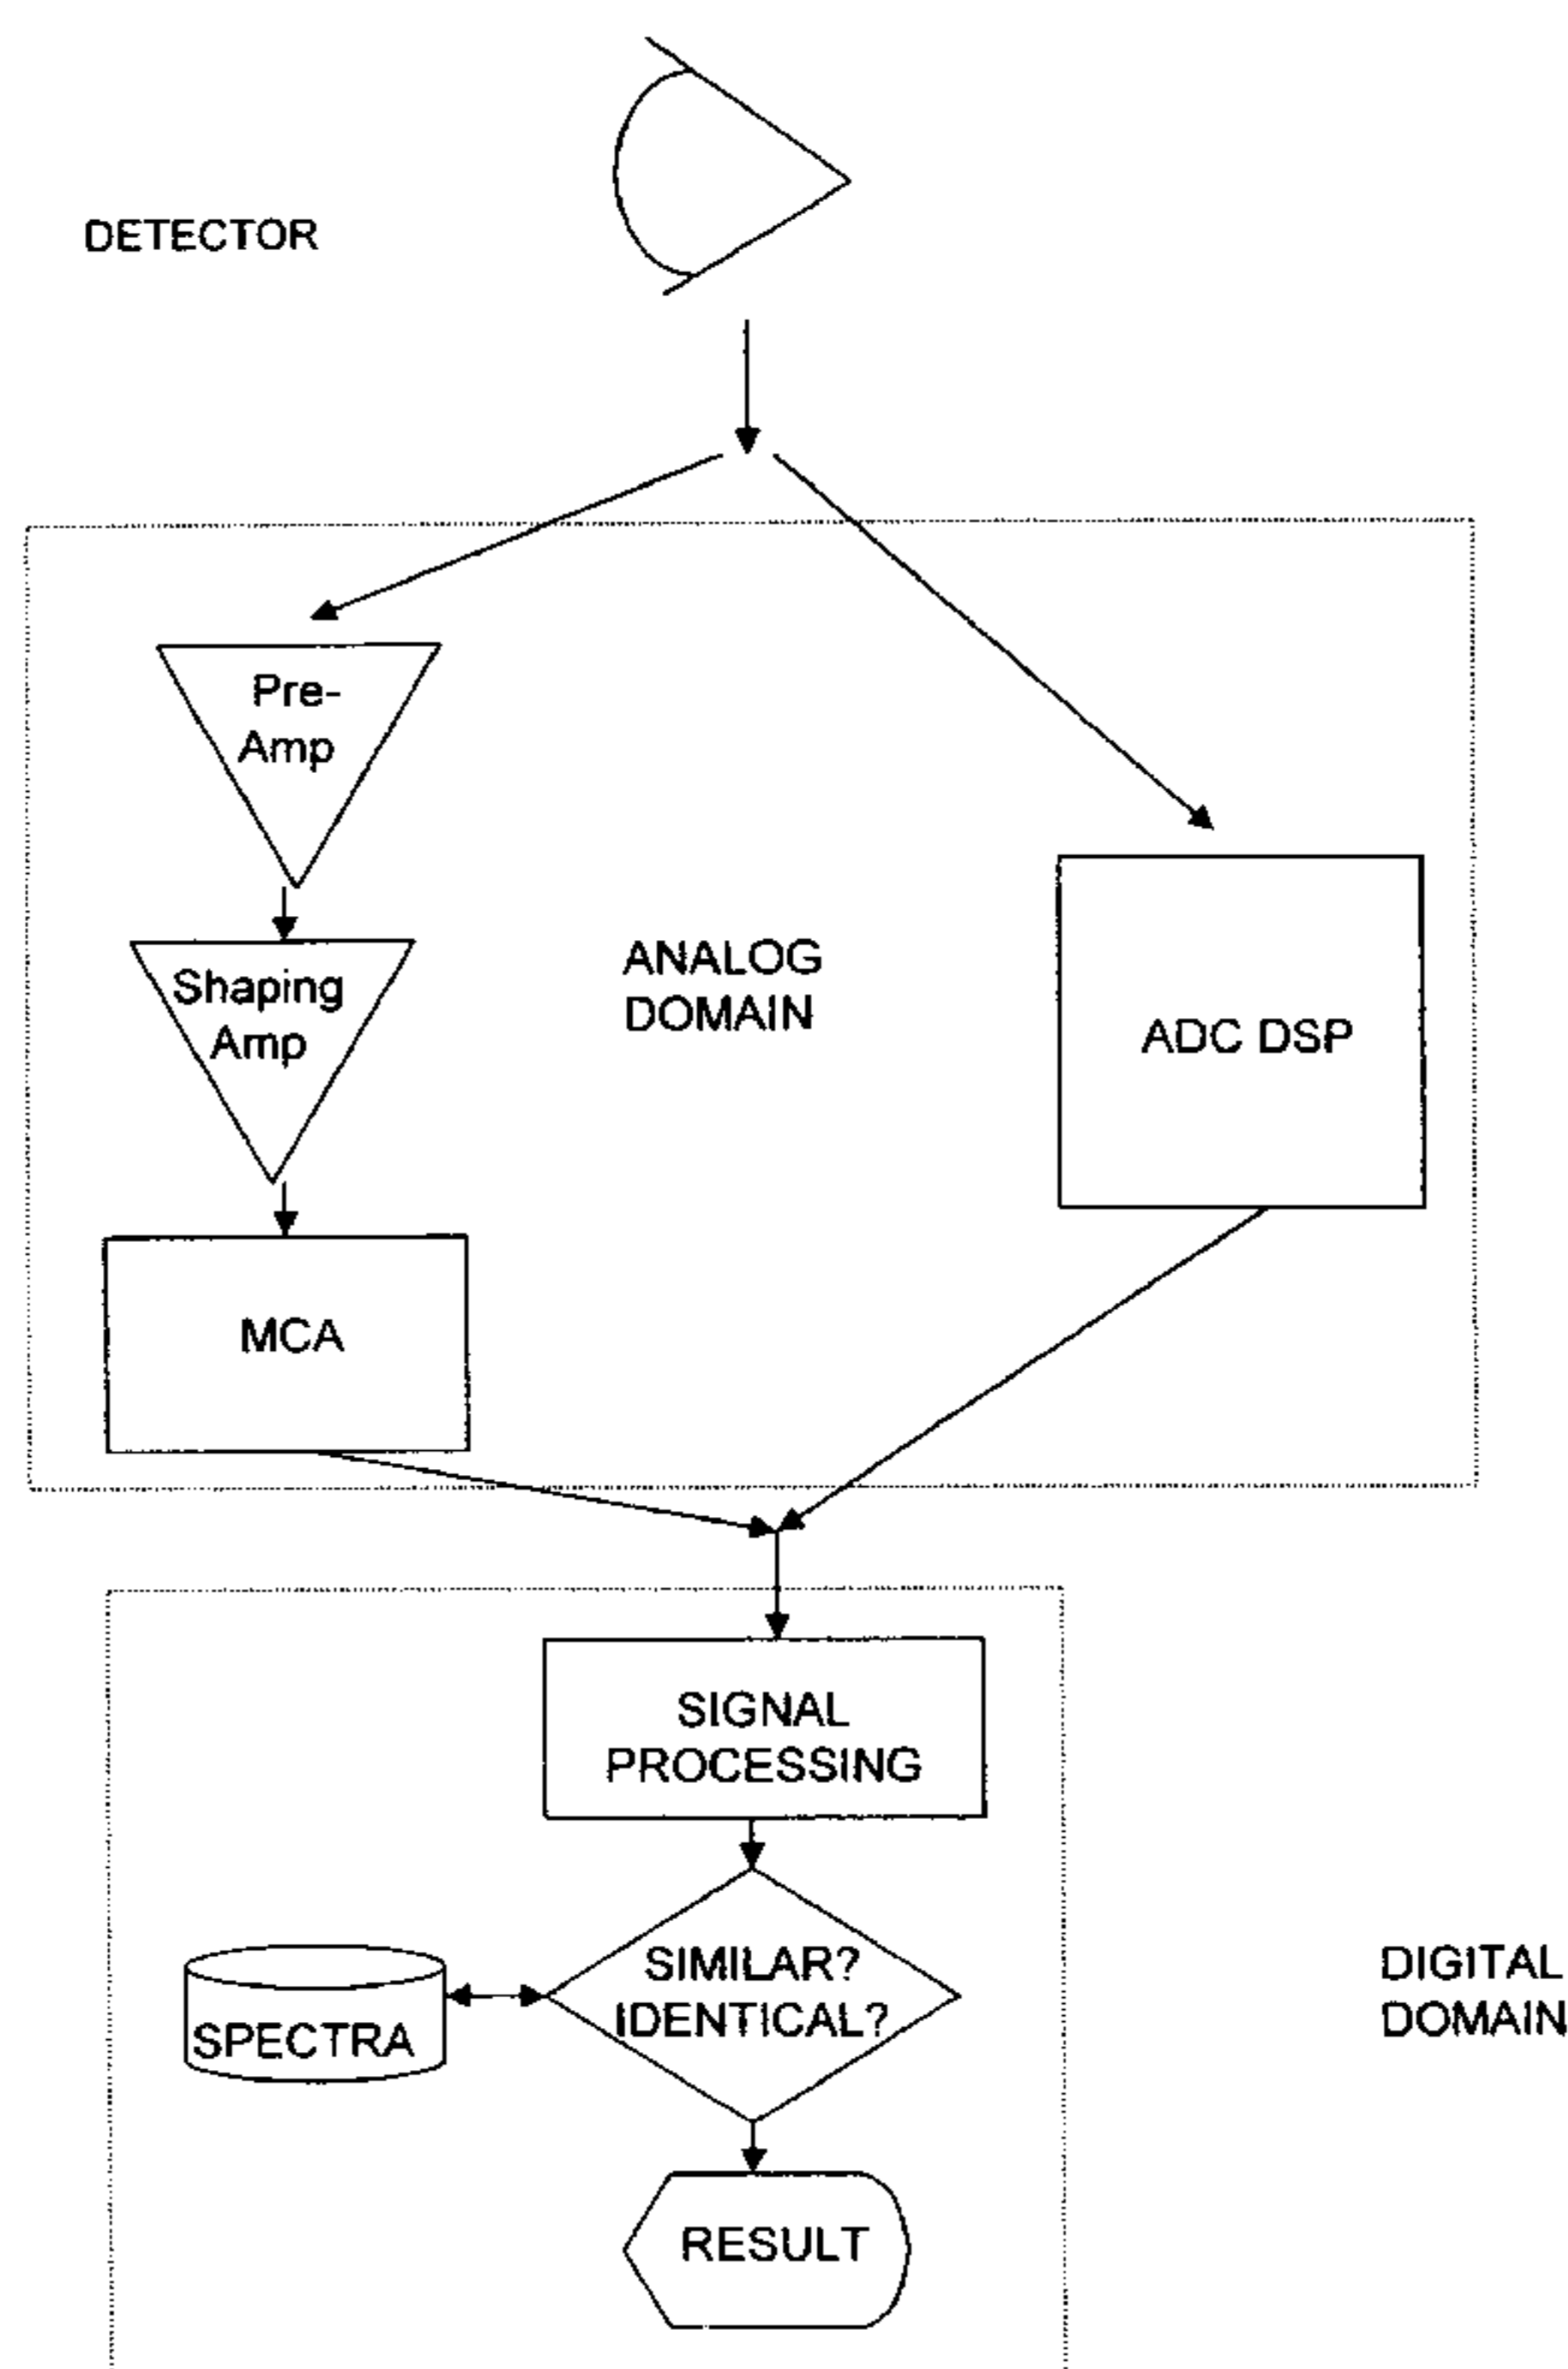 DETECTOR
Pre-
Amp
Shaping
Amp
ANALOG
DOMAIN
ADC DSP
MCA
SIGNAL
PROCESSING
SIMILAR?
IDENTICAL?
SPECTRA
DIGITAL
DOMAIN
RESULT